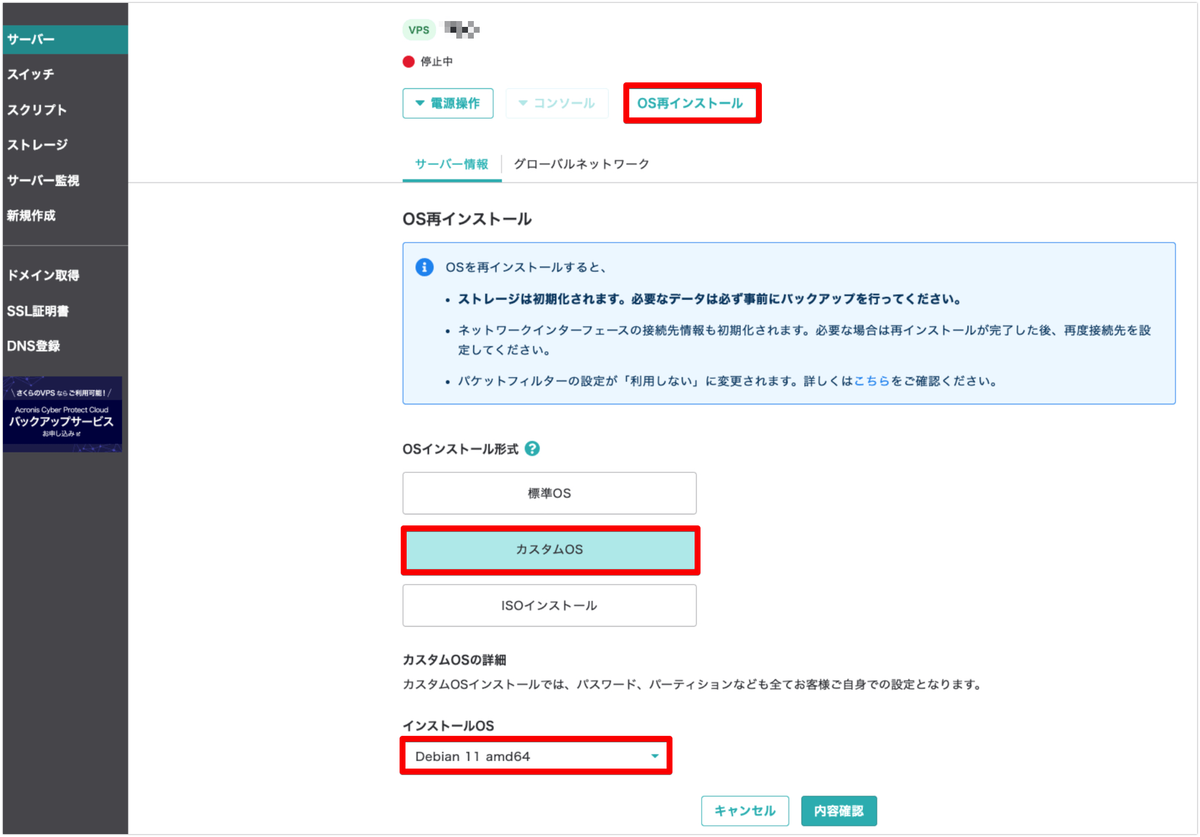 サーバー
スイッチ
スクリプト
ストレージ
サーバー監視
新規作成
ドメイン取得
SSL証明書
DNS登録
\ さくらのVPS ならご利用可能! /
Acronis Cyber Protect Cloud
バックアップサービス
お申し込み
VPS
停止中
電源操作
コンソール
OS再インストール
サーバー情報
グローバルネットワーク
OS再インストール
OSを再インストールすると、
• ストレージは初期化されます。必要なデータは必ず事前にバックアップを行ってください。
• ネットワークインターフェースの接続先情報も初期化されます。必要な場合は再インストールが完了した後、再度接続先を設
定してください。
• パケットフィルターの設定が「利用しない」に変更されます。詳しくはこちらをご確認ください。
OSインストール形式 ?
標準OS
カスタムOS
ISOインストール
カスタムOSの詳細
カスタムOSインストールでは、パスワード、パーティションなども全てお客様ご自身での設定となります。
インストールOS
Debian 11 amd64
キャンセル
内容確認